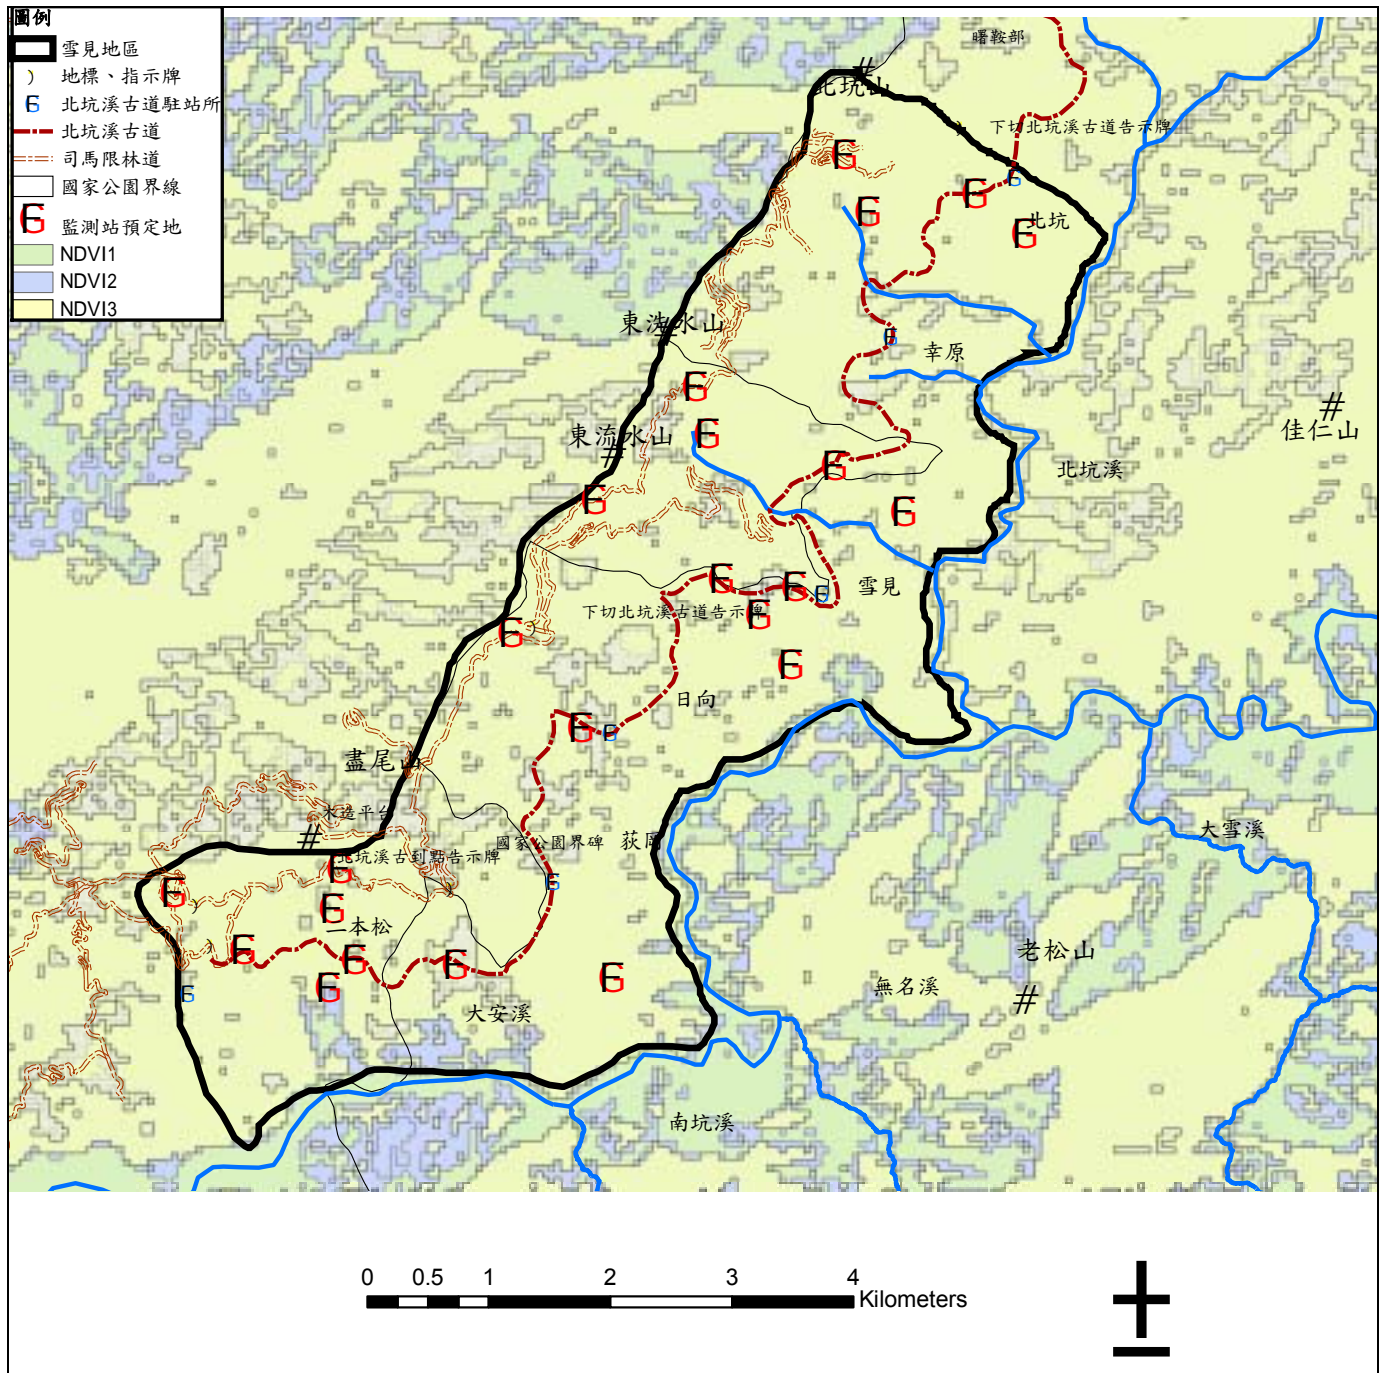 圖例
雪見地區
地標、指示牌
北坑溪古道駐站所
北坑溪古道
司馬限林道
國家公園界線
監測站預定地
NDVI1
NDVI2
NDVI3
曙鞍部
北坑山
下切北坑溪古道告示牌
北坑
東洗水山
幸原
東流水山
佳仁山
北坑溪
雪見
下切北坑溪古道告示牌
日向
盡尾山
木造平台
國家公園界碑
荻岡
大雪溪
北坑溪古到點告示牌
二本松
老松山
無名溪
大安溪
南坑溪
0 0.5 1 2 3 4
Kilometers